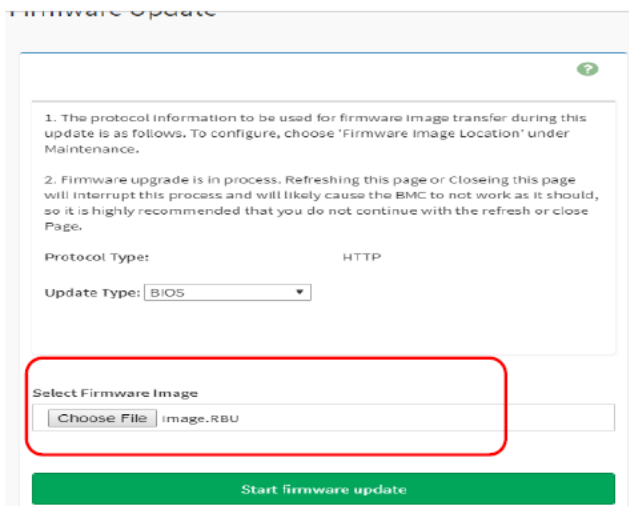 Firmware Update
1. The protocol information to be used for firmware image transfer during this
update is as follows. To configure, choose 'Firmware Image Location' under
Maintenance.
2. Firmware upgrade is in process. Refreshing this page or Closeing this page
will interrupt this process and will likely cause the BMC to not work as it should,
so it is highly recommended that you do not continue with the refresh or close
Page.
Protocol Type: HTTP
Update Type: BIOS
Select Firmware Image
Choose File image.RBU
Start firmware update